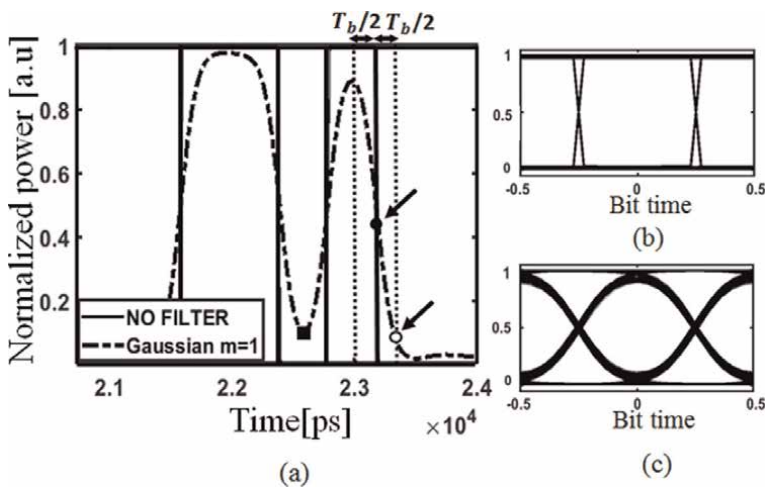 T_b/2 T_b/2
Normalized power [a.u]
1
0.8
0.6
0.4
0.2
NO FILTER
Gaussian m=1
2.1 2.2 2.3 2.4
Time[ps]
×10⁴
(a)
1
0.5
0
-0.5 0 0.5
Bit time
(b)
1
0.5
0
-0.5 0 0.5
Bit time
(c)